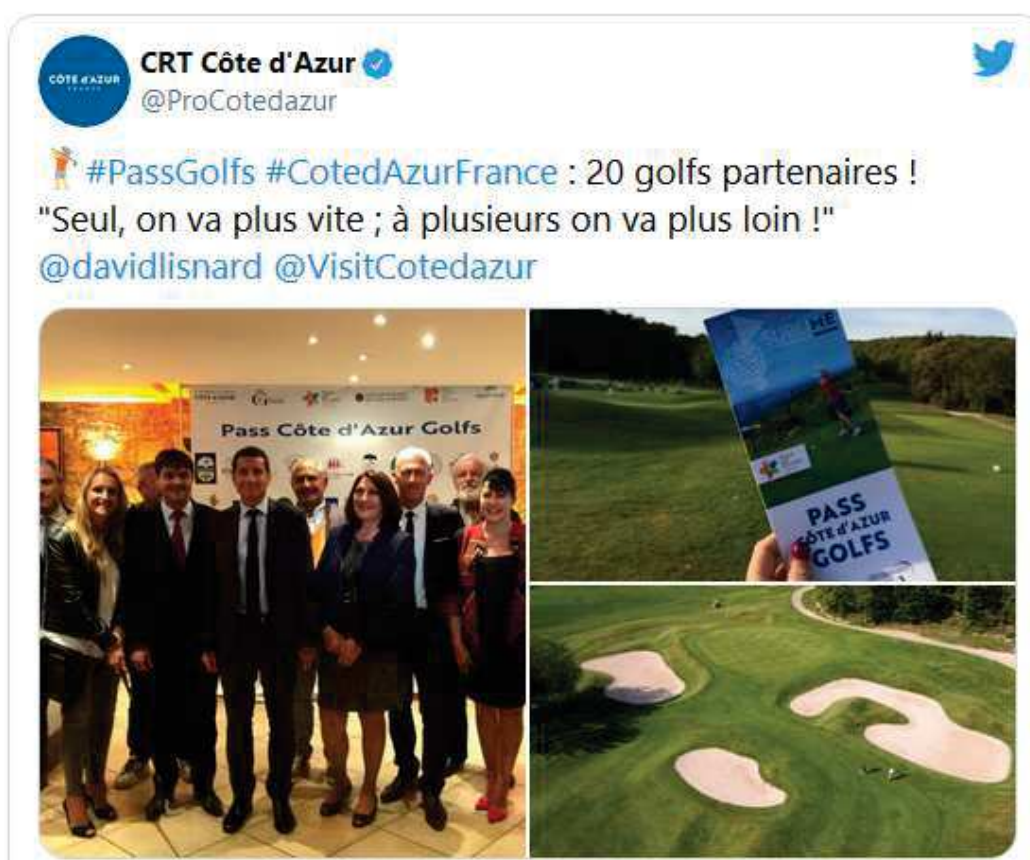 CÔTE d'AZUR
FRANCE
CRT Côte d'Azur
@ProCotedazur
#PassGolfs #CotedAzurFrance : 20 golfs partenaires !
"Seul, on va plus vite ; à plusieurs on va plus loin !"
@davidlisnard @VisitCotedazur
Pass Côte d'Azur Golfs
PASS
CÔTE d'AZUR
GOLFS